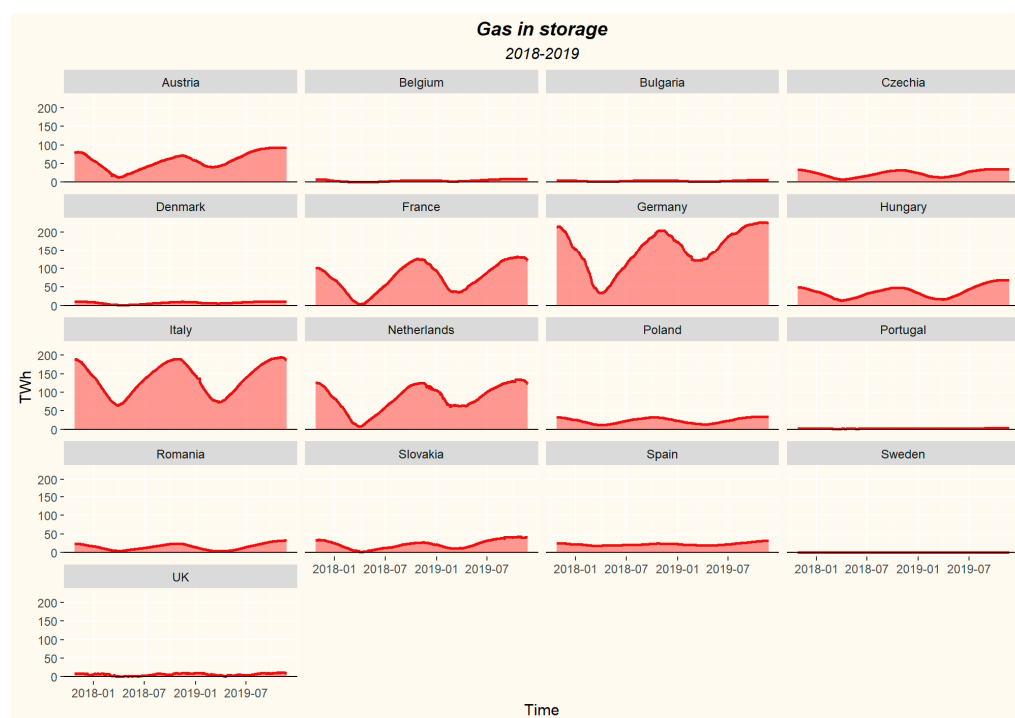 Gas in storage
2018-2019
Austria Belgium Bulgaria Czechia
200
150
100
50
0
Denmark France Germany Hungary
200
150
100
50
0
Italy Netherlands Poland Portugal
200
150
100
50
0
TWh
Romania Slovakia Spain Sweden
200
150
100
50
0
2018-01 2018-07 2019-01 2019-07 2018-01 2018-07 2019-01 2019-07 2018-01 2018-07 2019-01 2019-07
UK
200
150
100
50
0
2018-01 2018-07 2019-01 2019-07
Time